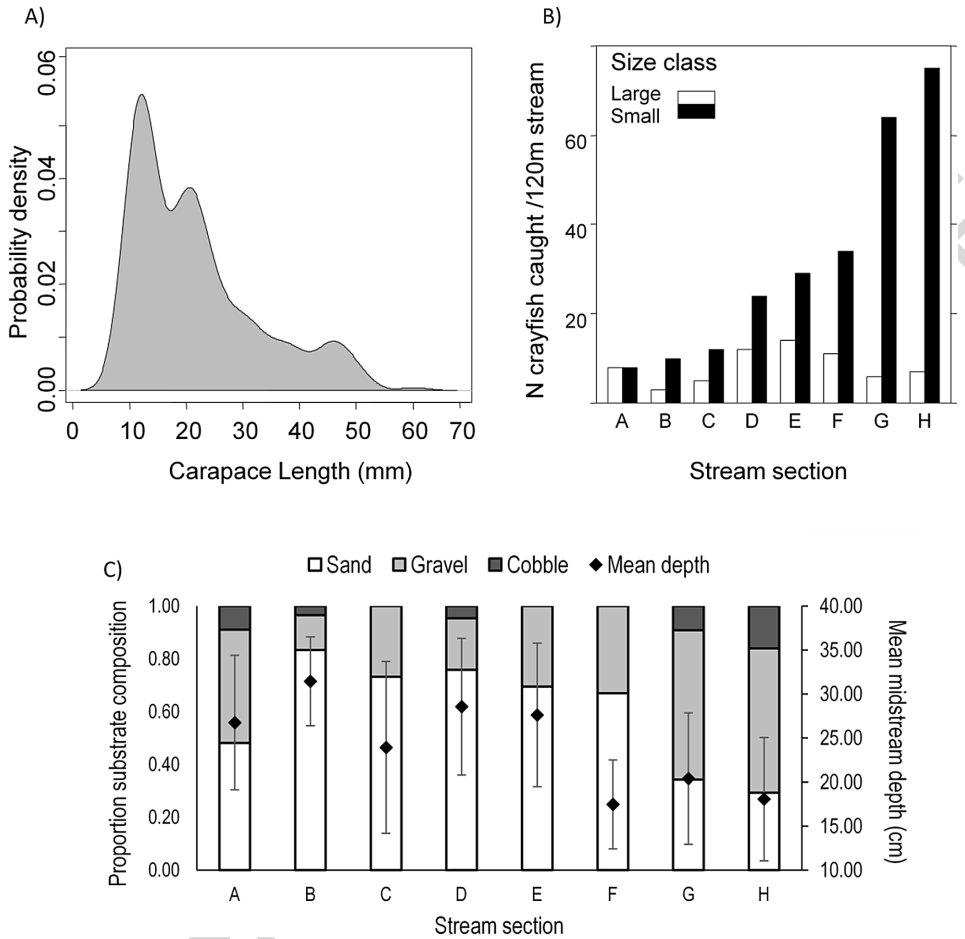 A)
Probability density
0.06
0.04
0.02
0.00
0 10 20 30 40 50 60 70
Carapace Length (mm)
B)
Size class
Large
Small
N crayfish caught /120m stream
60
40
20
A B C D E F G H
Stream section
C)
Sand Gravel Cobble Mean depth
Proportion substrate composition
1.00
0.80
0.60
0.40
0.20
0.00
40.00
35.00
30.00
25.00
20.00
15.00
10.00
Mean midstream depth (cm)
A B C D E F G H
Stream section